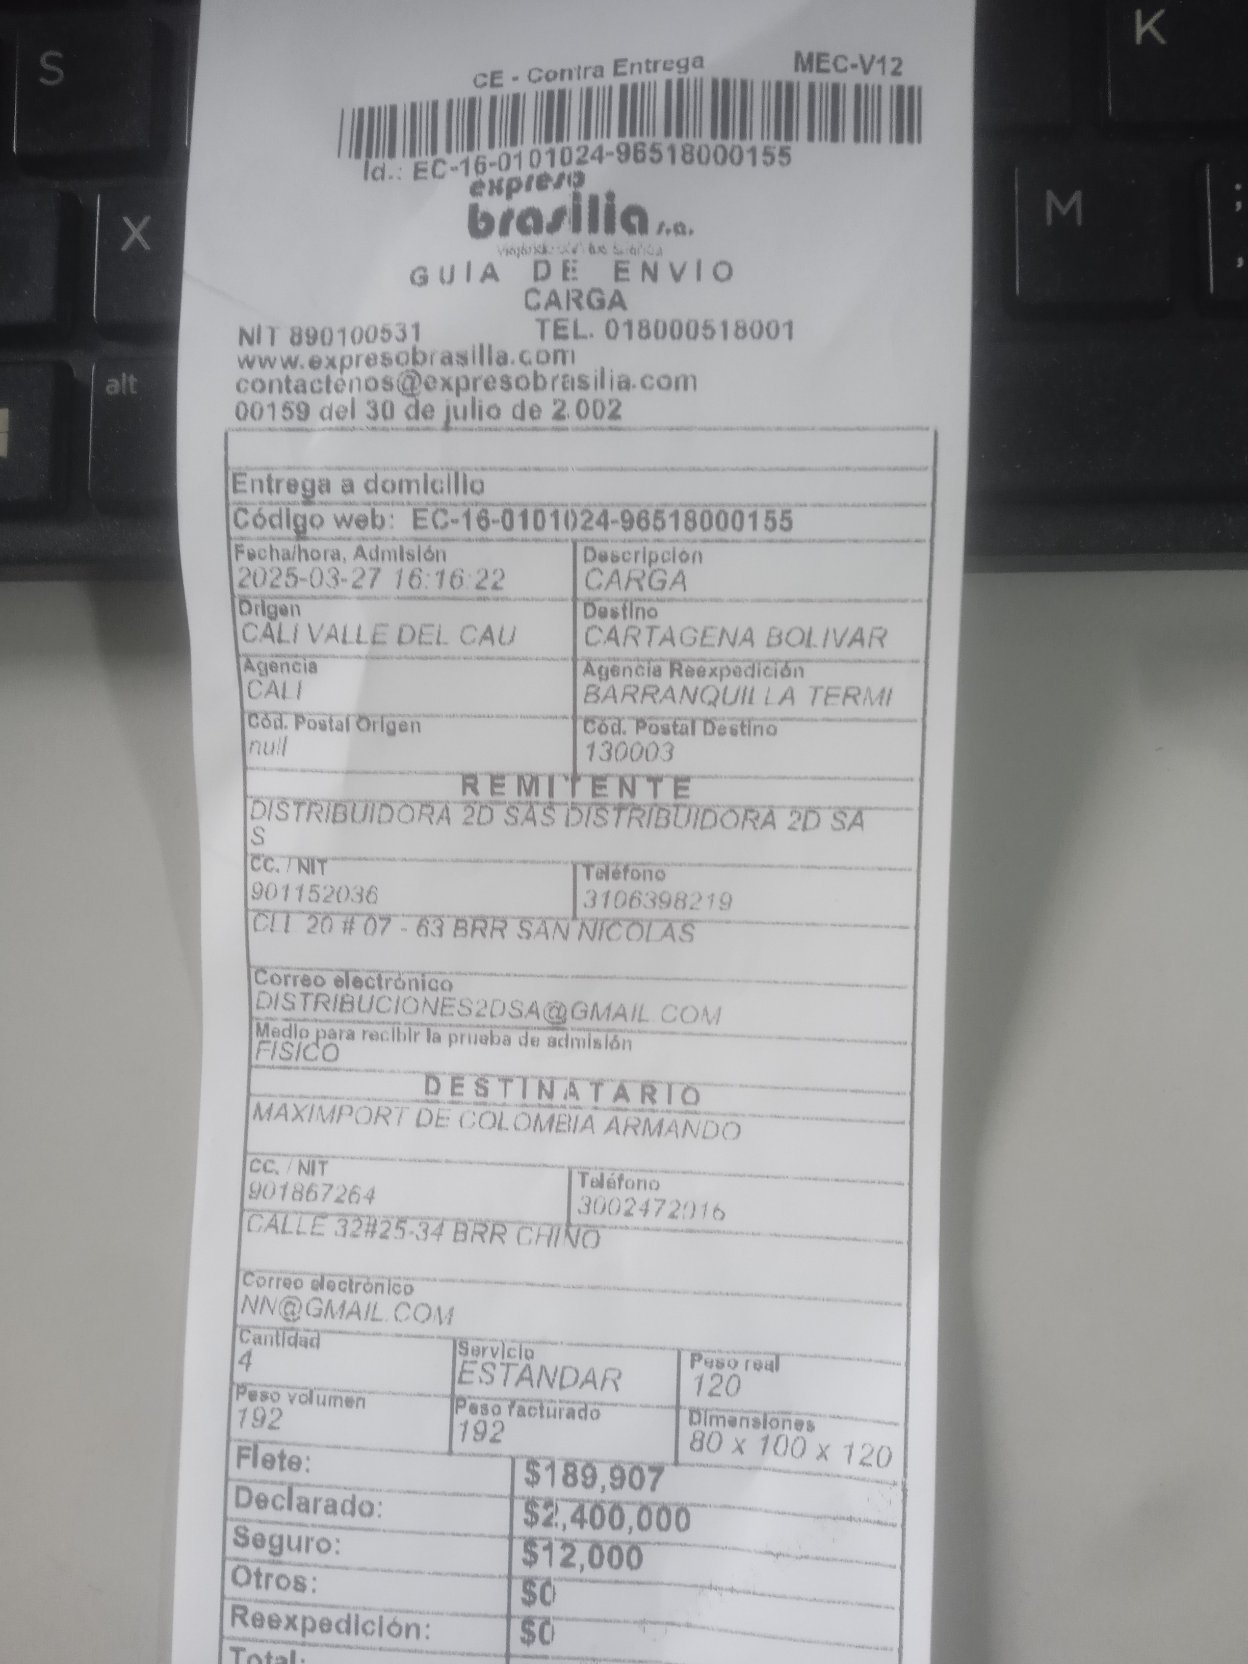 CE - Contra Entrega MEC-V12
Id.: EC-16-0101024-96518000155
expreso
brasilia s.a.
GUIA DE ENVIO
CARGA
NIT 890100531 TEL. 018000518001
www.expresobrasilia.com
contactenos@expresobrasilia.com
00159 del 30 de julio de 2.002
Entrega a domicilio
Código web: EC-16-0101024-96518000155
Fecha/hora, Admisión Descripción
2025-03-27 16:16:22 CARGA
Origen Destino
CALI VALLE DEL CAU CARTAGENA BOLIVAR
Agencia Agencia Reexpedición
CALI BARRANQUILLA TERMI
Cód. Postal Origen Cód. Postal Destino
null 130003
REMITENTE
DISTRIBUIDORA 2D SAS DISTRIBUIDORA 2D SA
S
CC. / NIT Teléfono
901152036 3106398219
CLL 20 # 07 - 63 BRR SAN NICOLAS
Correo electrónico
DISTRIBUCIONES2DSA@GMAIL.COM
Medio para recibir la prueba de admisión
FISICO
DESTINATARIO
MAXIMPORT DE COLOMBIA ARMANDO
CC. / NIT Teléfono
901867264 3002472016
CALLE 32#25-34 BRR CHINO
Correo electrónico
NN@GMAIL.COM
Cantidad Servicio Peso real
4 ESTANDAR 120
Peso volumen Peso facturado Dimensiones
192 192 80 x 100 x 120
Flete: $189,907
Declarado: $2,400,000
Seguro: $12,000
Otros: $0
Reexpedición: $0
Total:
S
X
alt
K
M
;
,